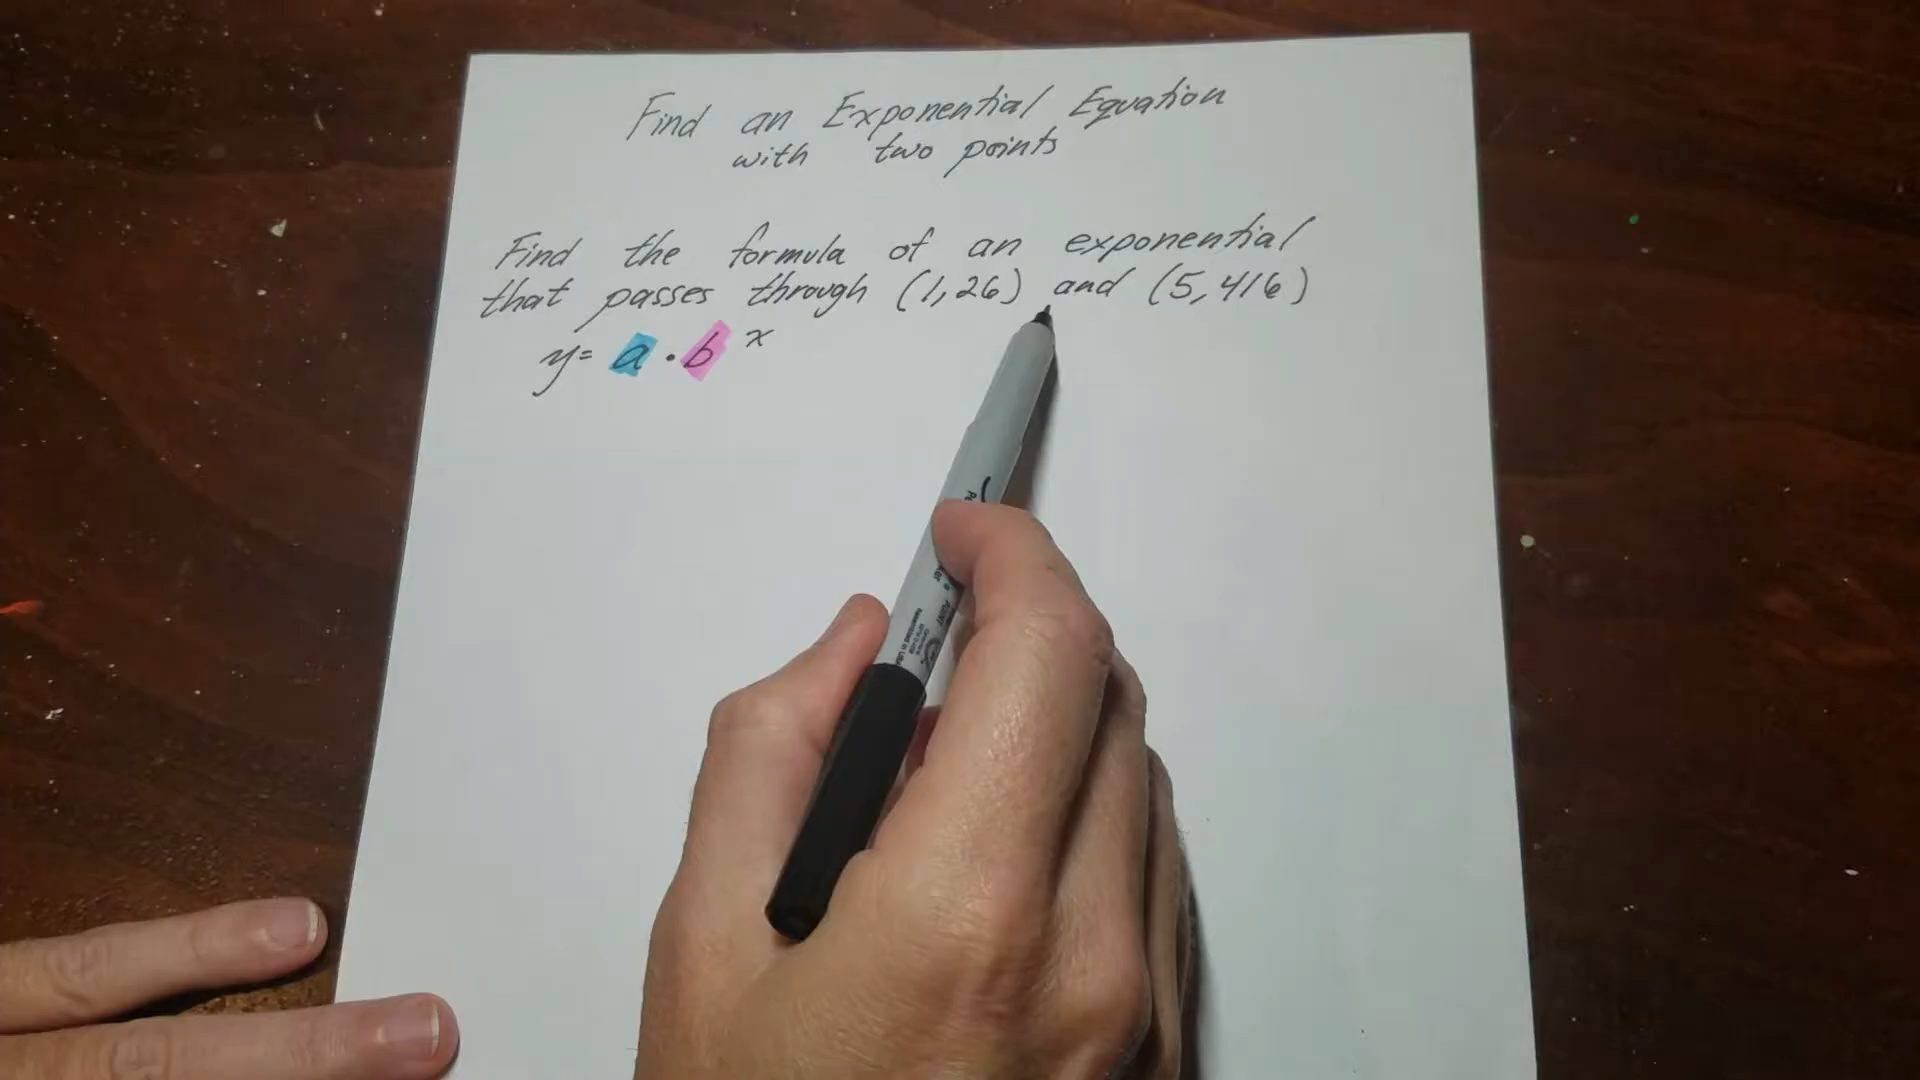 Find an Exponential Equation
with two points
Find the formula of an exponential
that passes through (1,26) and (5,416)
y= a • b x